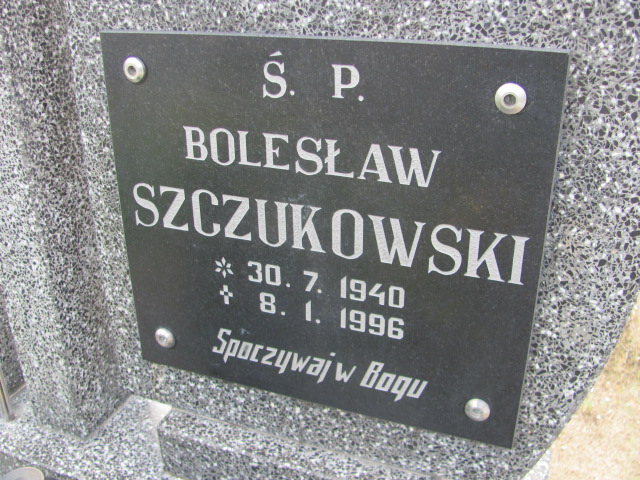 Ś. P.
BOLESŁAW
SZCZUKOWSKI
* 30. 7. 1940
✝ 8. 1. 1996
Spoczywaj w Bogu